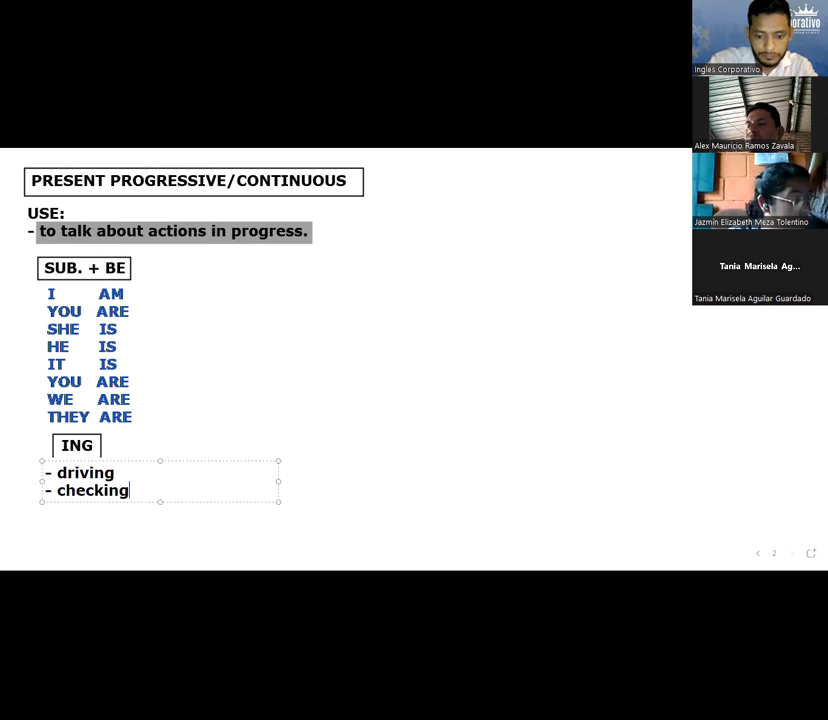 PRESENT PROGRESSIVE/CONTINUOUS
USE:
- to talk about actions in progress.
SUB. + BE
I AM
YOU ARE
SHE IS
HE IS
IT IS
YOU ARE
WE ARE
THEY ARE
ING
- driving
- checking
2
orativo
Ingles Corporativo
Alex Mauricio Ramos Zavala
Jazmín Elizabeth Meza Tolentino
Tania Marisela Ag...
Tania Marisela Aguilar Guardado